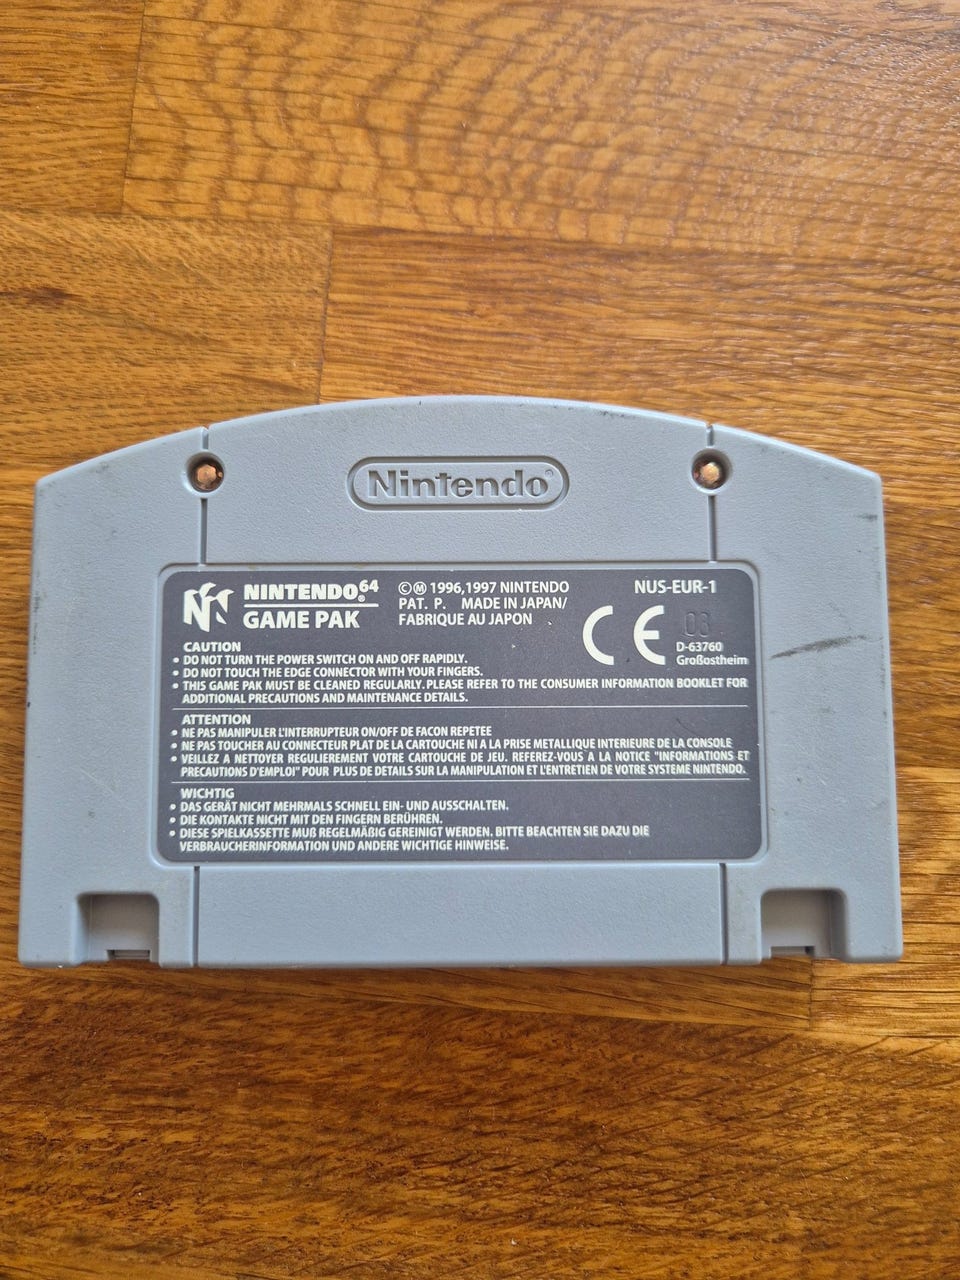 Nintendo®
NINTENDO®64
GAME PAK
©Ⓜ 1996,1997 NINTENDO
PAT. P. MADE IN JAPAN/
FABRIQUE AU JAPON
NUS-EUR-1
CE
03
D-63760
Großostheim
CAUTION
• DO NOT TURN THE POWER SWITCH ON AND OFF RAPIDLY.
• DO NOT TOUCH THE EDGE CONNECTOR WITH YOUR FINGERS.
• THIS GAME PAK MUST BE CLEANED REGULARLY. PLEASE REFER TO THE CONSUMER INFORMATION BOOKLET FOR
ADDITIONAL PRECAUTIONS AND MAINTENANCE DETAILS.
ATTENTION
• NE PAS MANIPULER L'INTERRUPTEUR ON/OFF DE FACON REPETEE
• NE PAS TOUCHER AU CONNECTEUR PLAT DE LA CARTOUCHE NI A LA PRISE METALLIQUE INTERIEURE DE LA CONSOLE
• VEILLEZ A NETTOYER REGULIEREMENT VOTRE CARTOUCHE DE JEU. REFEREZ-VOUS A LA NOTICE "INFORMATIONS ET
PRECAUTIONS D'EMPLOI" POUR PLUS DE DETAILS SUR LA MANIPULATION ET L'ENTRETIEN DE VOTRE SYSTEME NINTENDO.
WICHTIG
• DAS GERÄT NICHT MEHRMALS SCHNELL EIN- UND AUSSCHALTEN.
• DIE KONTAKTE NICHT MIT DEN FINGERN BERÜHREN.
• DIESE SPIELKASSETTE MUß REGELMÄßIG GEREINIGT WERDEN. BITTE BEACHTEN SIE DAZU DIE
VERBRAUCHERINFORMATION UND ANDERE WICHTIGE HINWEISE.